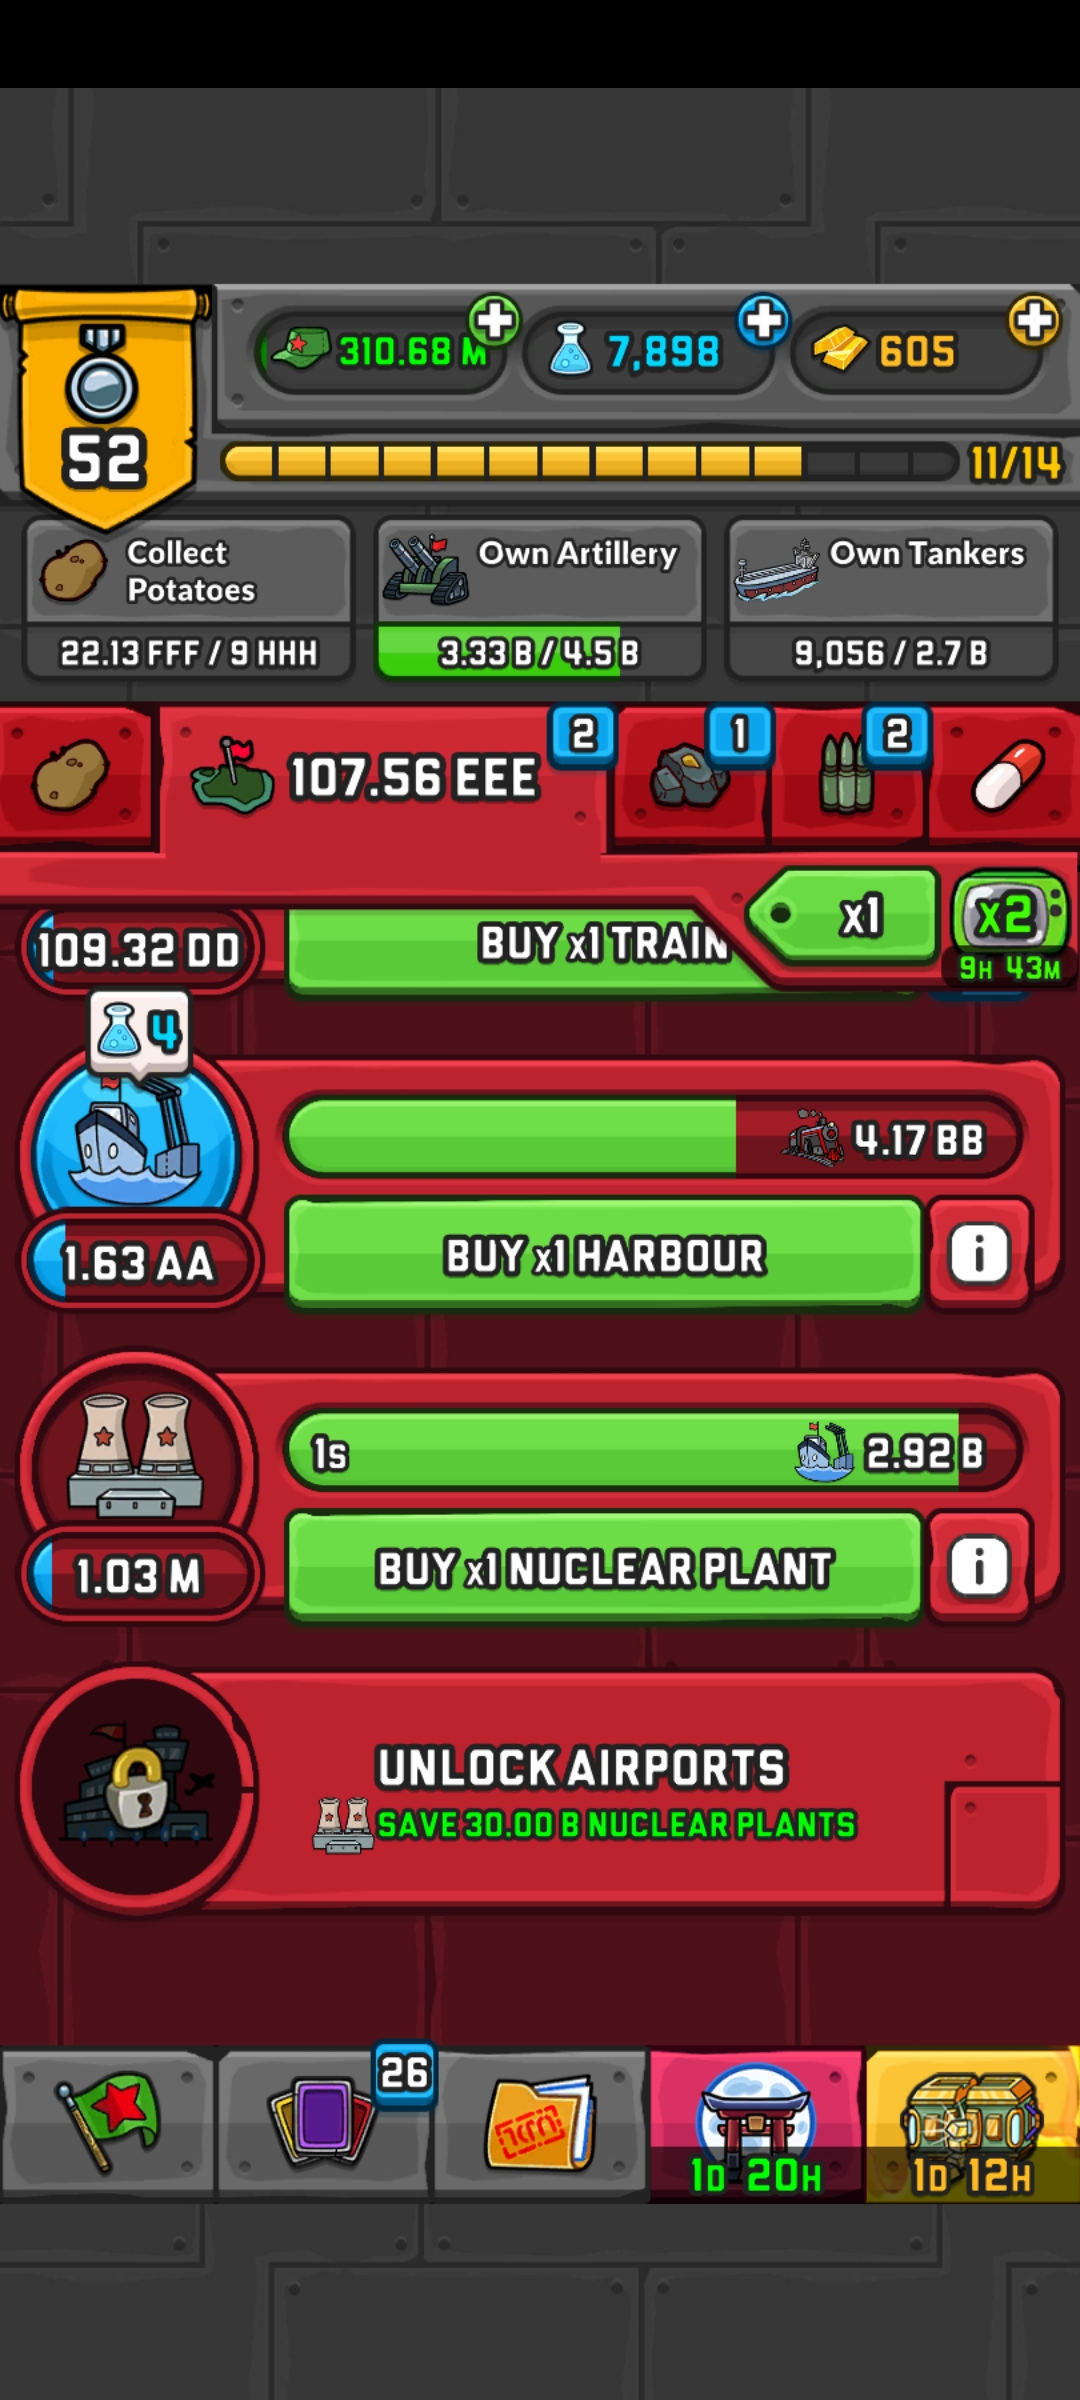 310.68 M
7,898
605
52
11/14
Collect
Potatoes
Own Artillery
Own Tankers
22.13 FFF / 9 HHH
3.33 B / 4.5 B
9,056 / 2.7 B
2
1
2
107.56 EEE
x1
x2
9H 43M
109.32 DD
BUY x1 TRAIN
4
4.17 BB
1.63 AA
BUY x1 HARBOUR
i
1s
2.92 B
1.03 M
BUY x1 NUCLEAR PLANT
i
UNLOCK AIRPORTS
SAVE 30.00 B NUCLEAR PLANTS
26
1D 20H
1D 12H